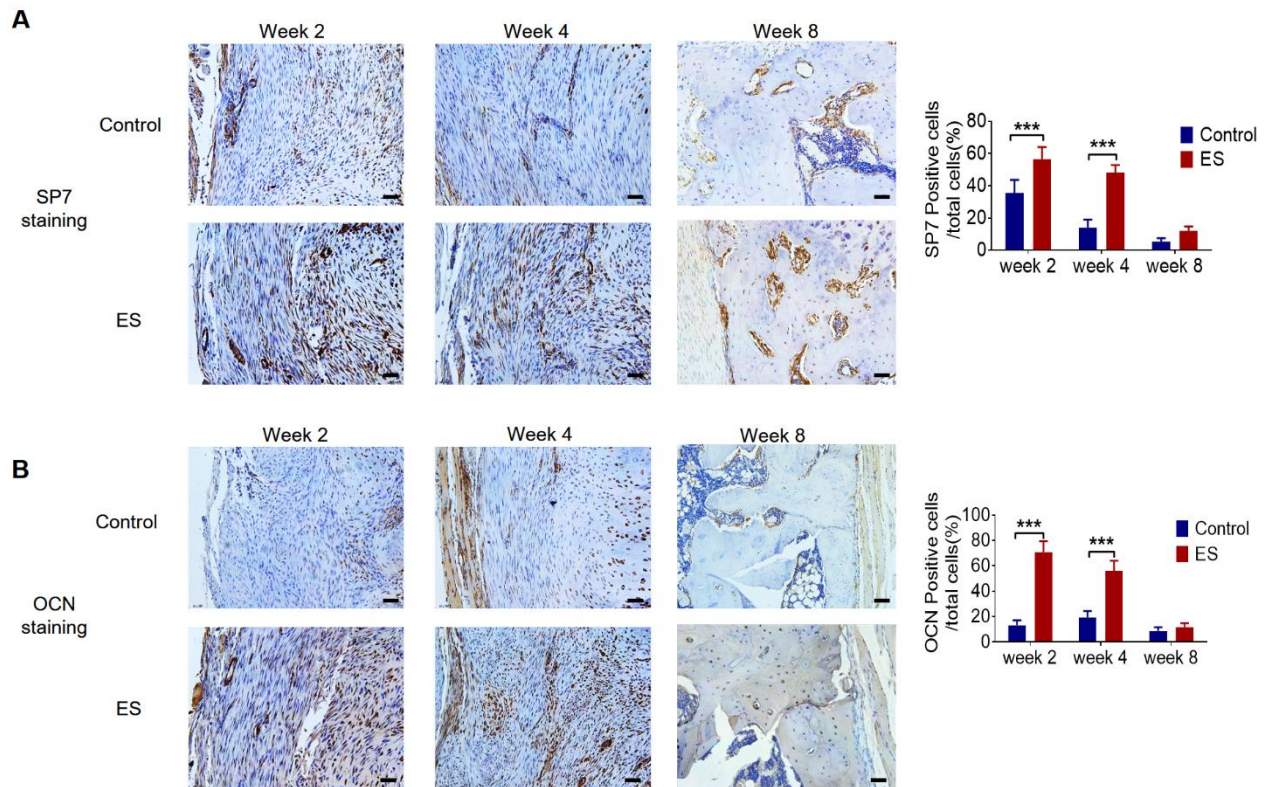 A
Week 2 Week 4 Week 8
Control
SP7
staining
ES
SP7 Positive cells
/total cells(%)
80
60
40
20
0
*** ***
Control
ES
week 2 week 4 week 8
B
Week 2 Week 4 Week 8
Control
OCN
staining
ES
OCN Positive cells
/total cells(%)
100
80
60
40
20
0
*** ***
Control
ES
week 2 week 4 week 8